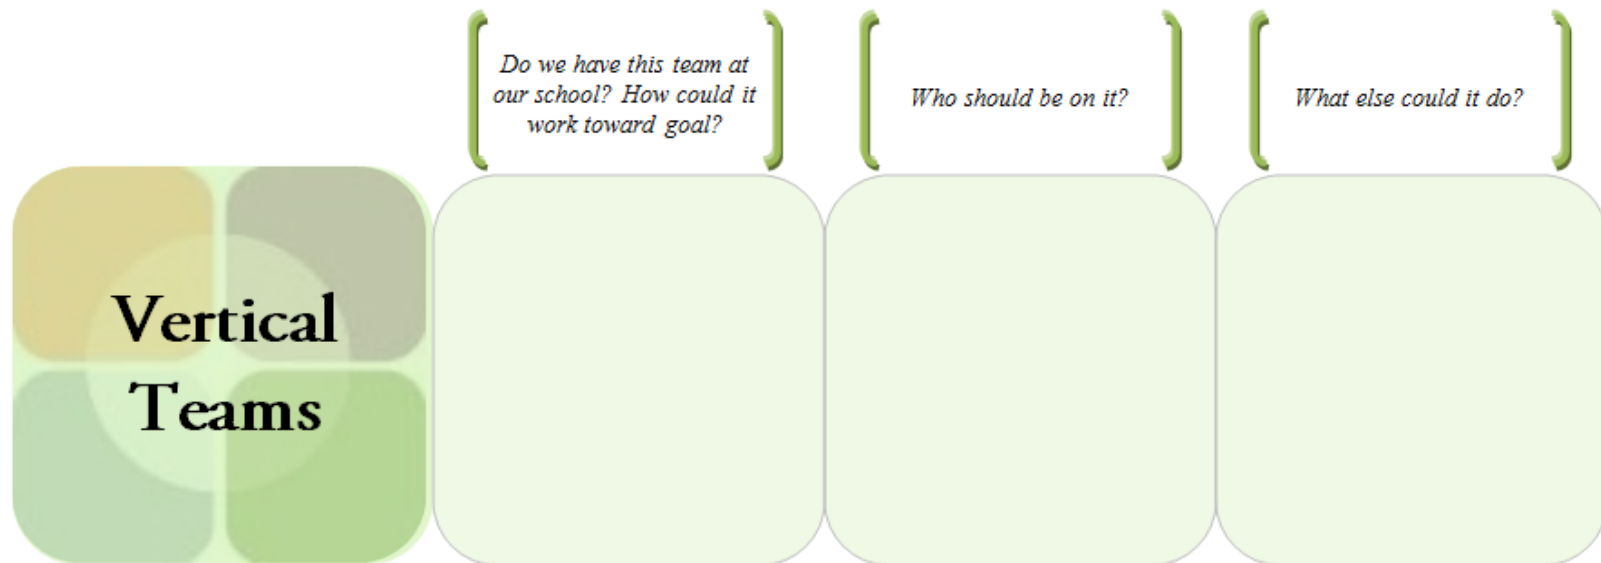 Do we have this team at
our school? How could it
work toward goal?
Who should be on it?
What else could it do?
Vertical
Teams